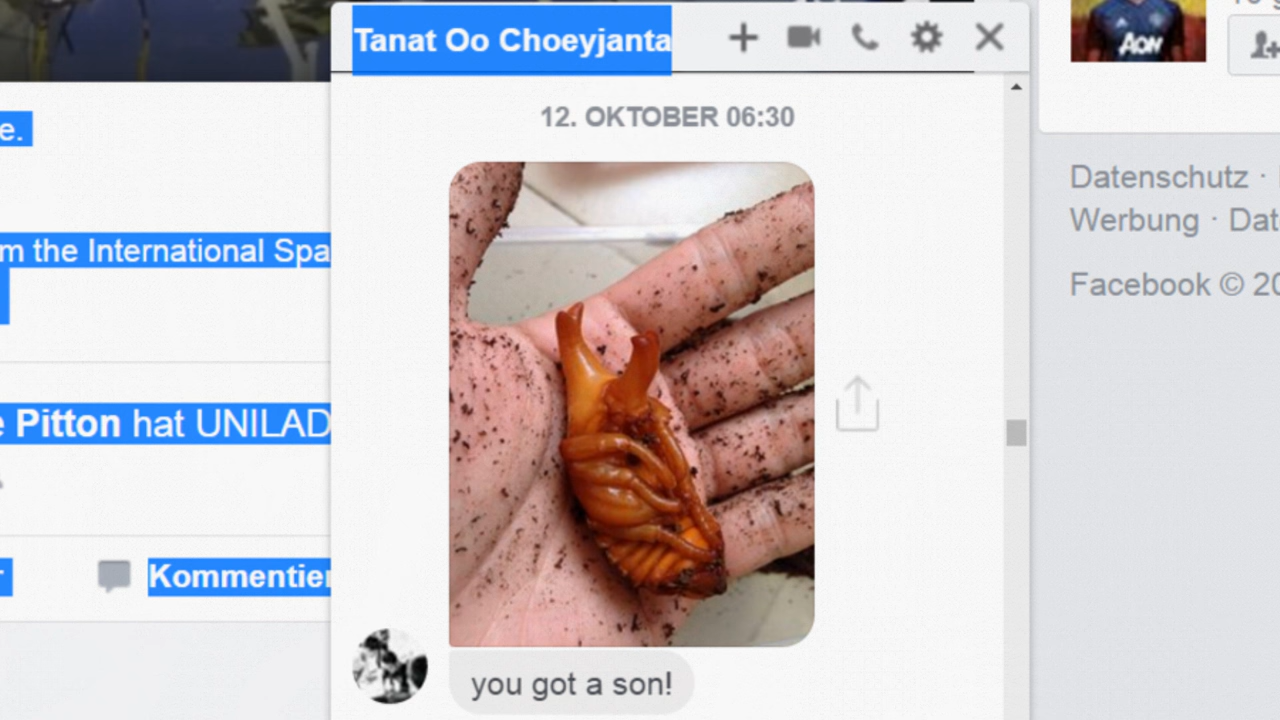 Tanat Oo Choeyjanta
12. OKTOBER 06:30
you got a son!
e.
m the International Spa
e Pitton hat UNILAD
r
Kommentier
AON
Datenschutz ·
Werbung · Dat
Facebook © 20